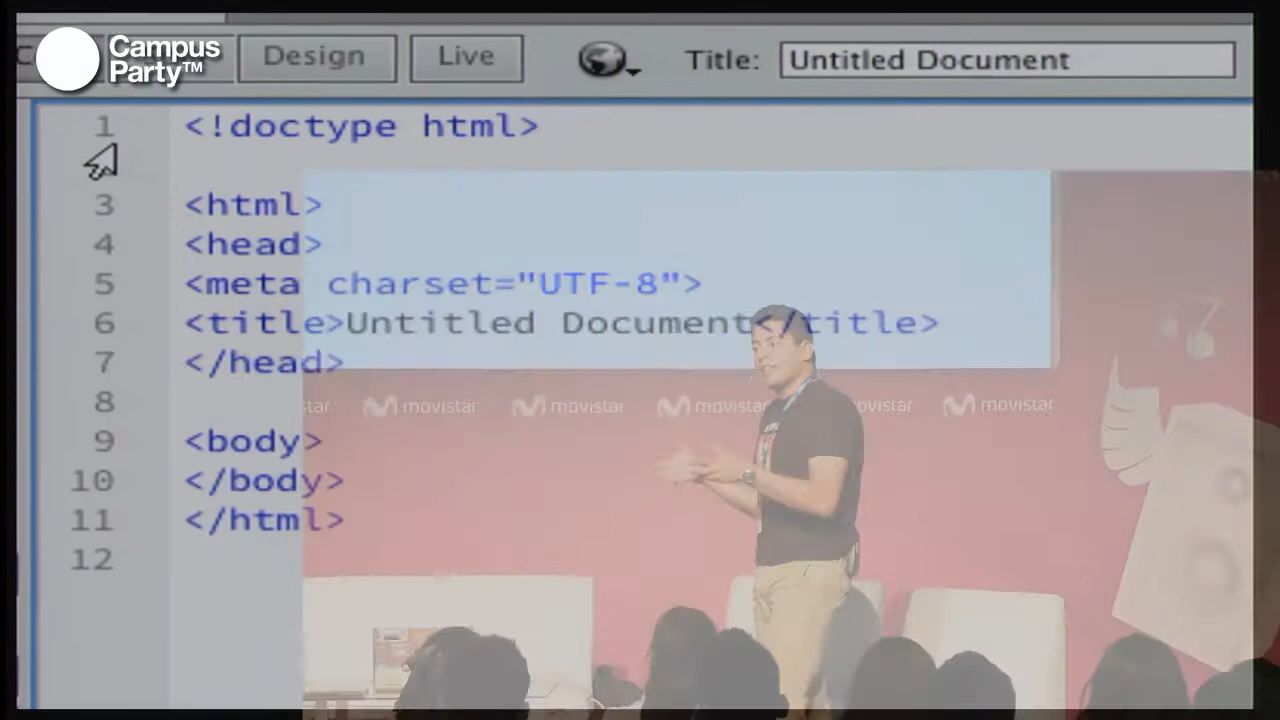 Campus
Party™
Design
Live
Title:
Untitled Document
1 <!doctype html>
3 <html>
4 <head>
5 <meta charset="UTF-8">
6 <title>Untitled Document</title>
7 </head>
8
9 <body>
10 </body>
11 </html>
12
movistar movistar movistar movistar